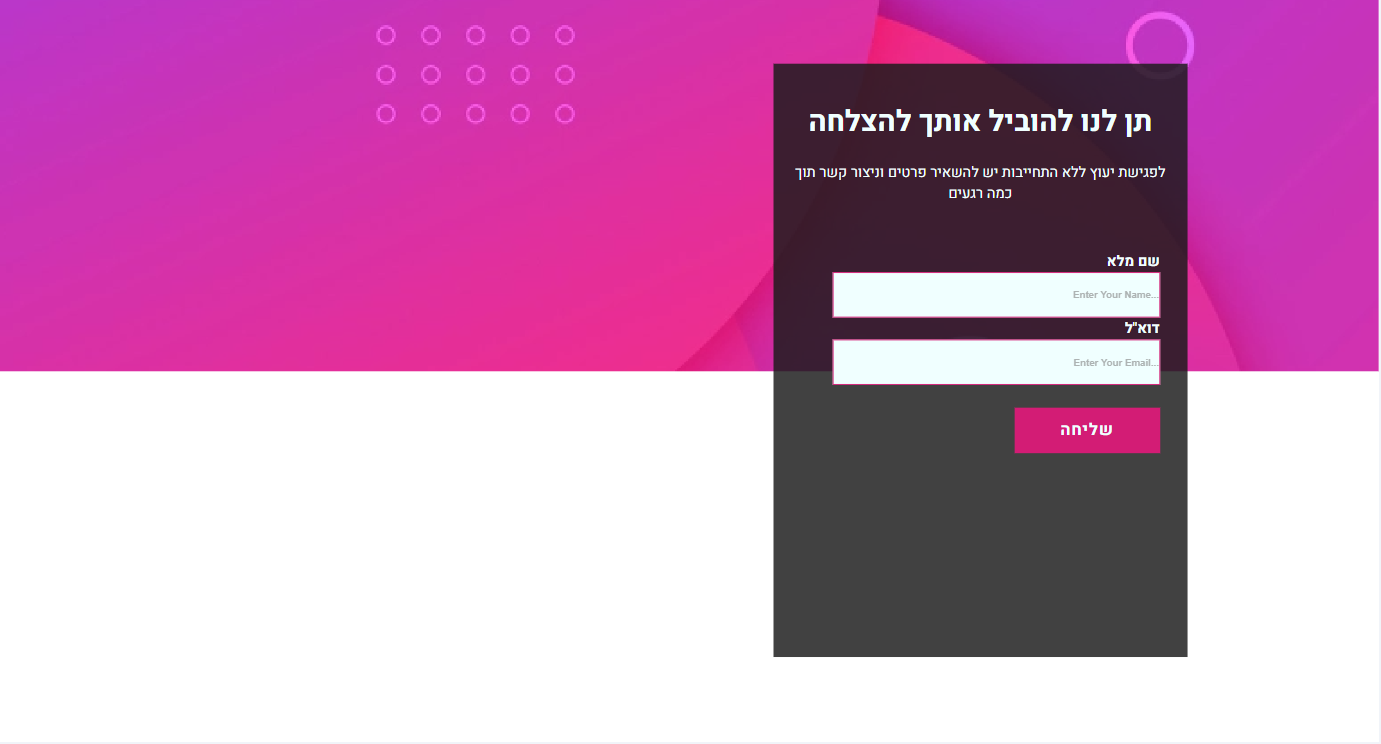 תן לנו להוביל אותך להצלחה
לפגישת יעוץ ללא התחייבות יש להשאיר פרטים וניצור קשר תוך
כמה רגעים
שם מלא
Enter Your Name...
דוא"ל
Enter Your Email...
שליחה